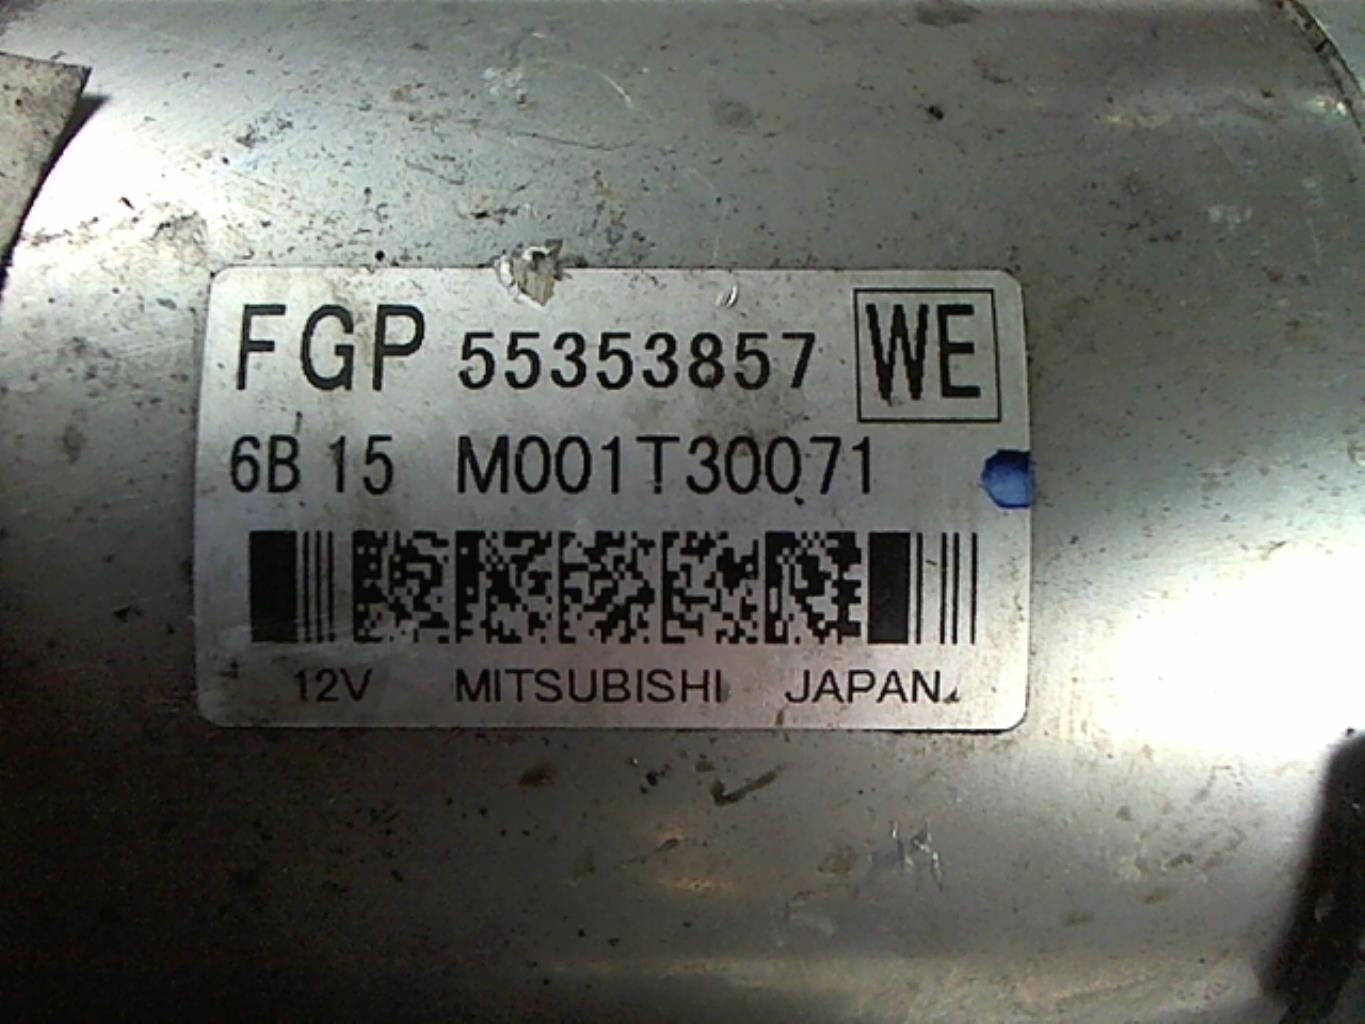 FGP 55353857 WE
6B 15 M001T30071
12V MITSUBISHI JAPAN